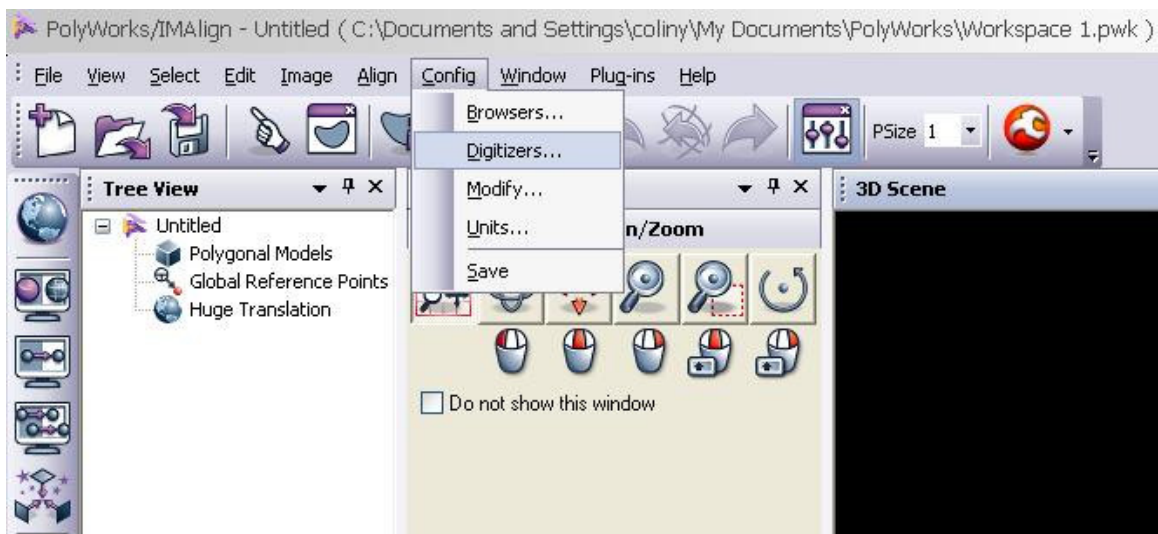 PolyWorks/IMAlign - Untitled ( C:\Documents and Settings\coliny\My Documents\PolyWorks\Workspace 1.pwk )
File View Select Edit Image Align Config Window Plug-ins Help
Browsers...
Digitizers...
Modify...
Units...
Save
PSize 1
Tree View
Untitled
Polygonal Models
Global Reference Points
Huge Translation
n/Zoom
Do not show this window
3D Scene